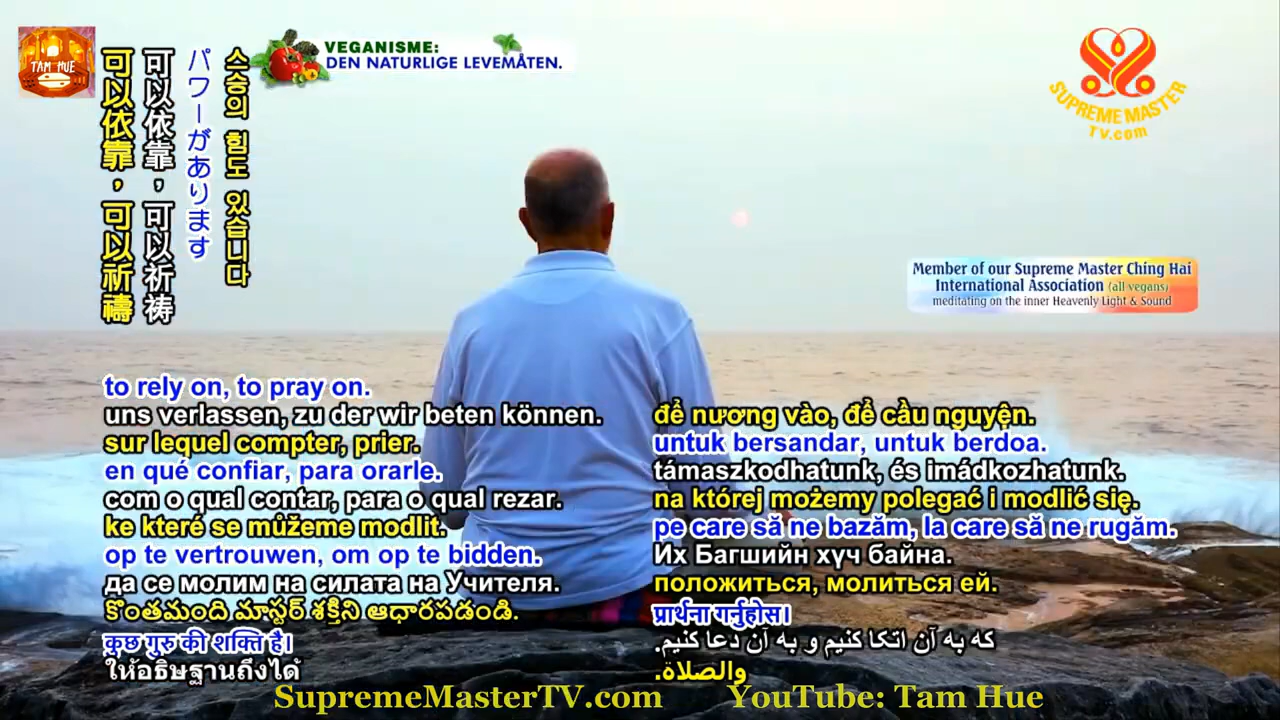 TAM HUE
可以依靠，可以祈禱
可以依靠，可以祈祷
パワーがあります
스승의 힘도 있습니다
VEGANISME:
DEN NATURLIGE LEVEMÅTEN.
SUPREME MASTER
TV.com
Member of our Supreme Master Ching Hai
International Association (all vegans)
meditating on the inner Heavenly Light & Sound
to rely on, to pray on.
uns verlassen, zu der wir beten können.
sur lequel compter, prier.
en qué confiar, para orarle.
com o qual contar, para o qual rezar.
ke které se můžeme modlit.
op te vertrouwen, om op te bidden.
да се молим на силата на Учителя.
కొంతమంది మాస్టర్ శక్తిని ఆధారపడండి.
कुछ गुरु की शक्ति है।
ให้อธิษฐานถึงได้
để nương vào, để cầu nguyện.
untuk bersandar, untuk berdoa.
támaszkodhatunk, és imádkozhatunk.
na której możemy polegać i modlić się.
pe care să ne bazăm, la care să ne rugăm.
Их Багшийн хүч байна.
положиться, молиться ей.
प्रार्थना गर्नुहोस।
که به آن اتکا کنیم و به آن دعا کنیم.
والصلاة.
SupremeMasterTV.com
YouTube: Tam Hue